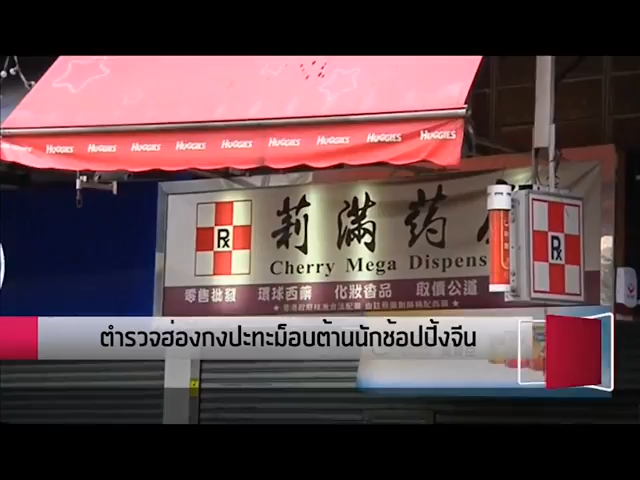 HUGGIES HUGGIES HUGGIES HUGGIES HUGGIES HUGGIES HUGGIES HUGGIES HUGGIES
Rx
莉滿药
Rx
Cherry Mega Dispens
零售批發 環球西藥 化妝香品 取價公道
ตำรวจฮ่องกงปะทะม็อบต้านนักช้อปปิ้งจีน